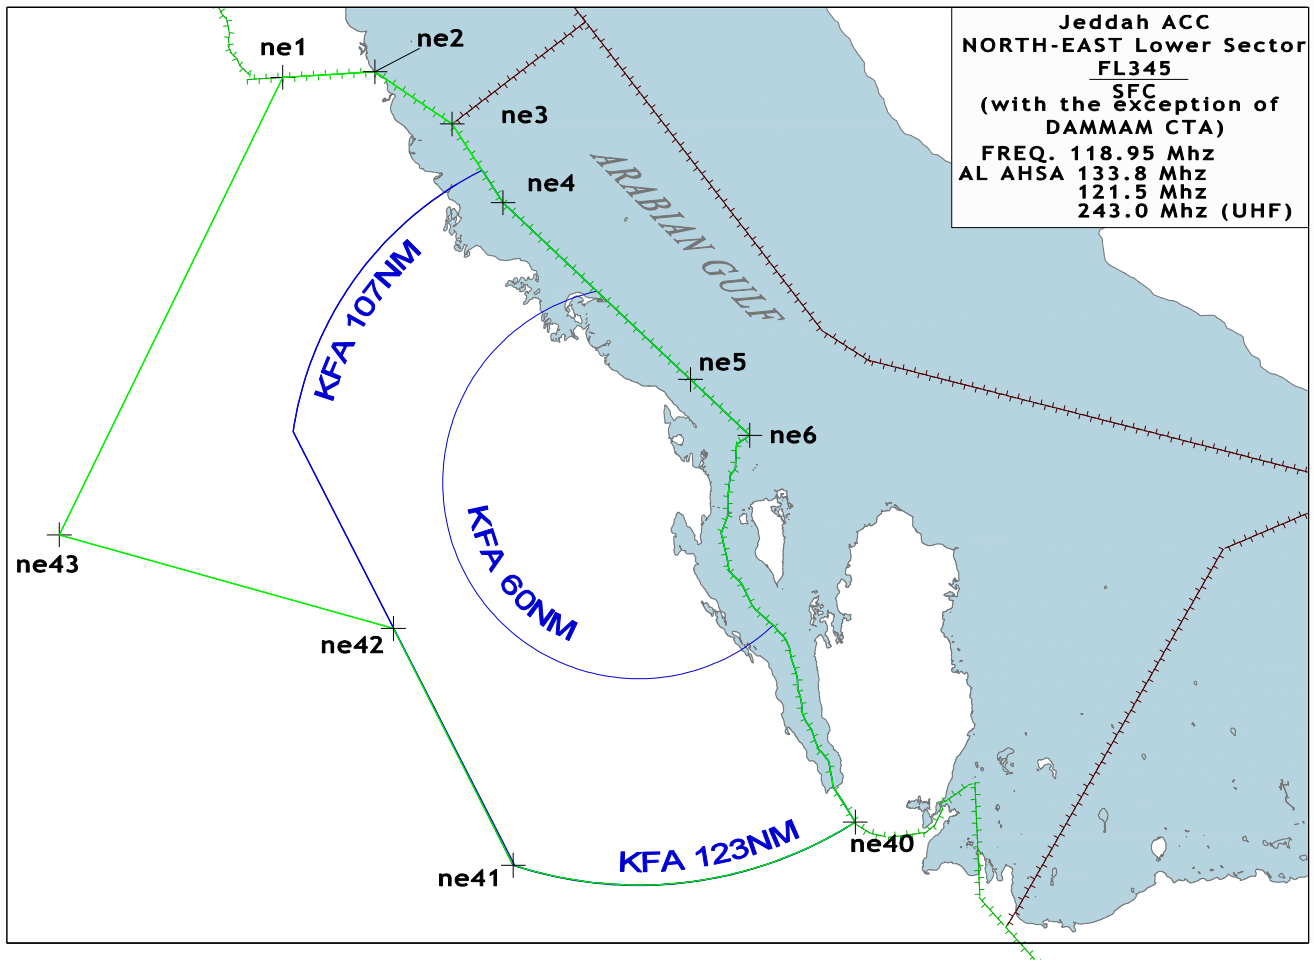 Jeddah ACC
NORTH-EAST Lower Sector
FL345
SFC
(with the exception of
DAMMAM CTA)
FREQ. 118.95 Mhz
AL AHSA 133.8 Mhz
121.5 Mhz
243.0 Mhz (UHF)
ne1
ne2
ne3
ne4
ARABIAN GULF
KFA 107NM
ne5
ne6
KFA 60NM
ne43
ne42
KFA 123NM
ne40
ne41